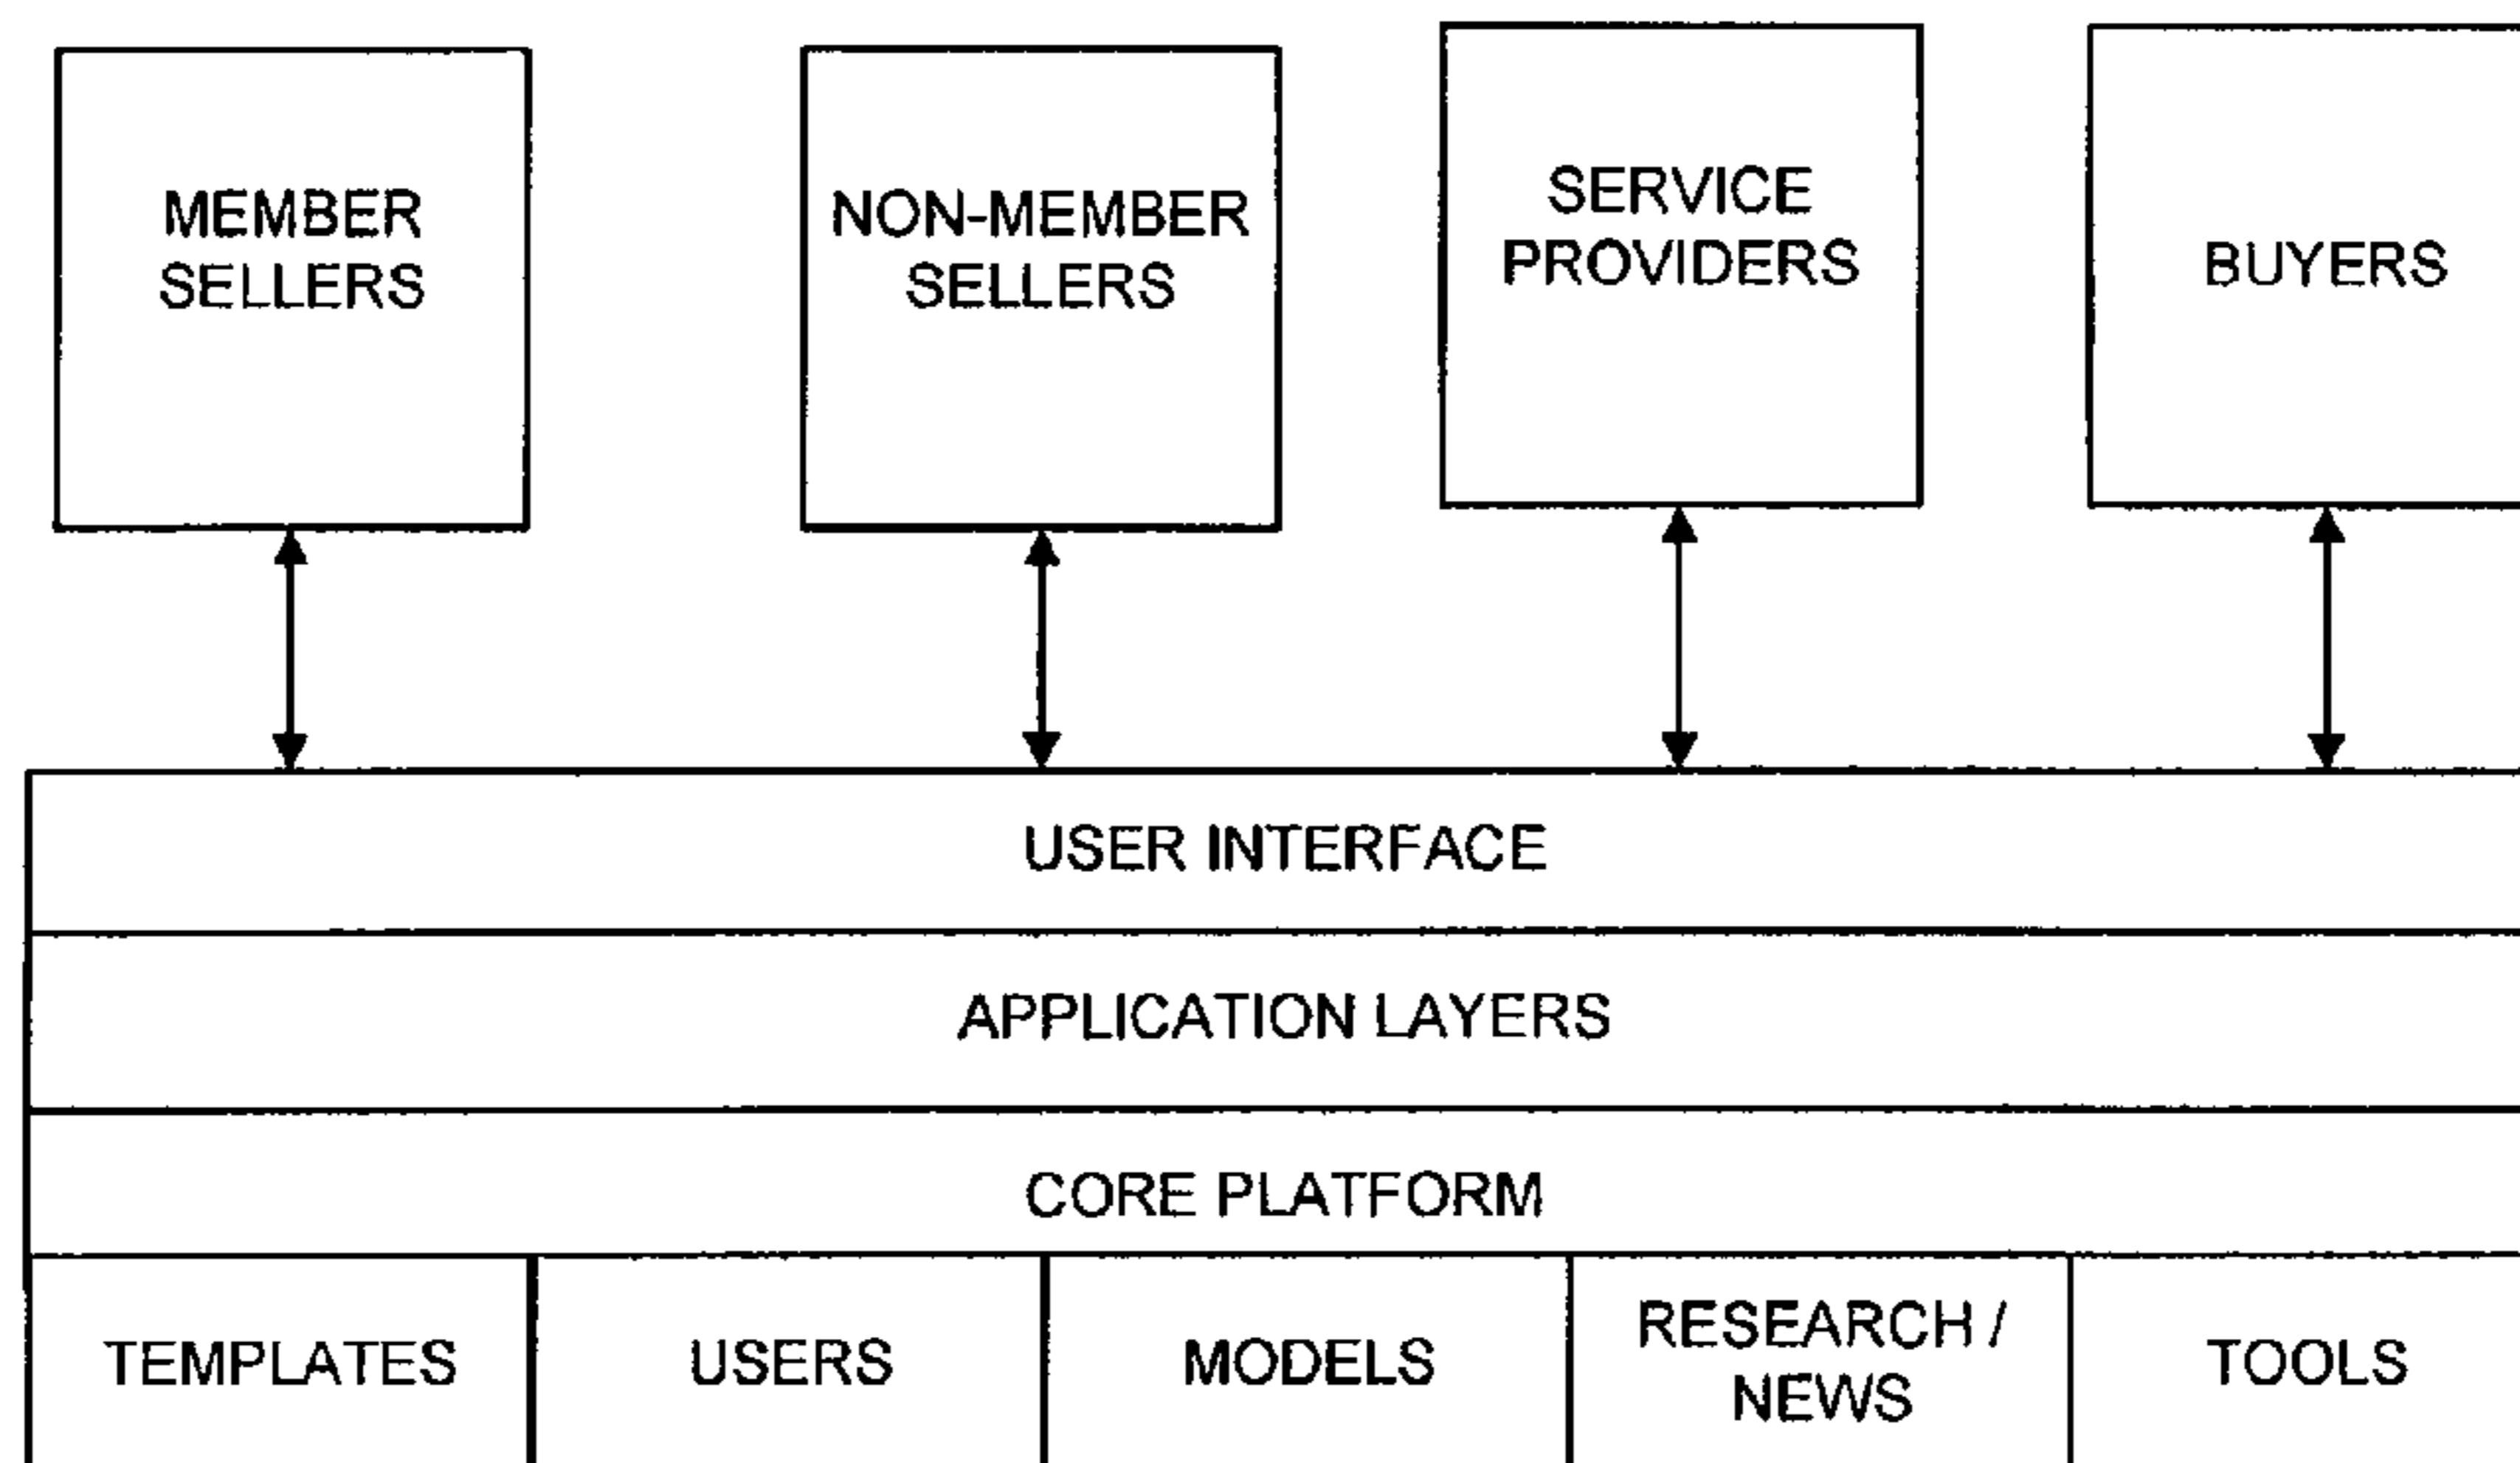 MEMBER
SELLERS
NON-MEMBER
SELLERS
SERVICE
PROVIDERS
BUYERS
USER INTERFACE
APPLICATION LAYERS
CORE PLATFORM
TEMPLATES
USERS
MODELS
RESEARCH /
NEWS
TOOLS